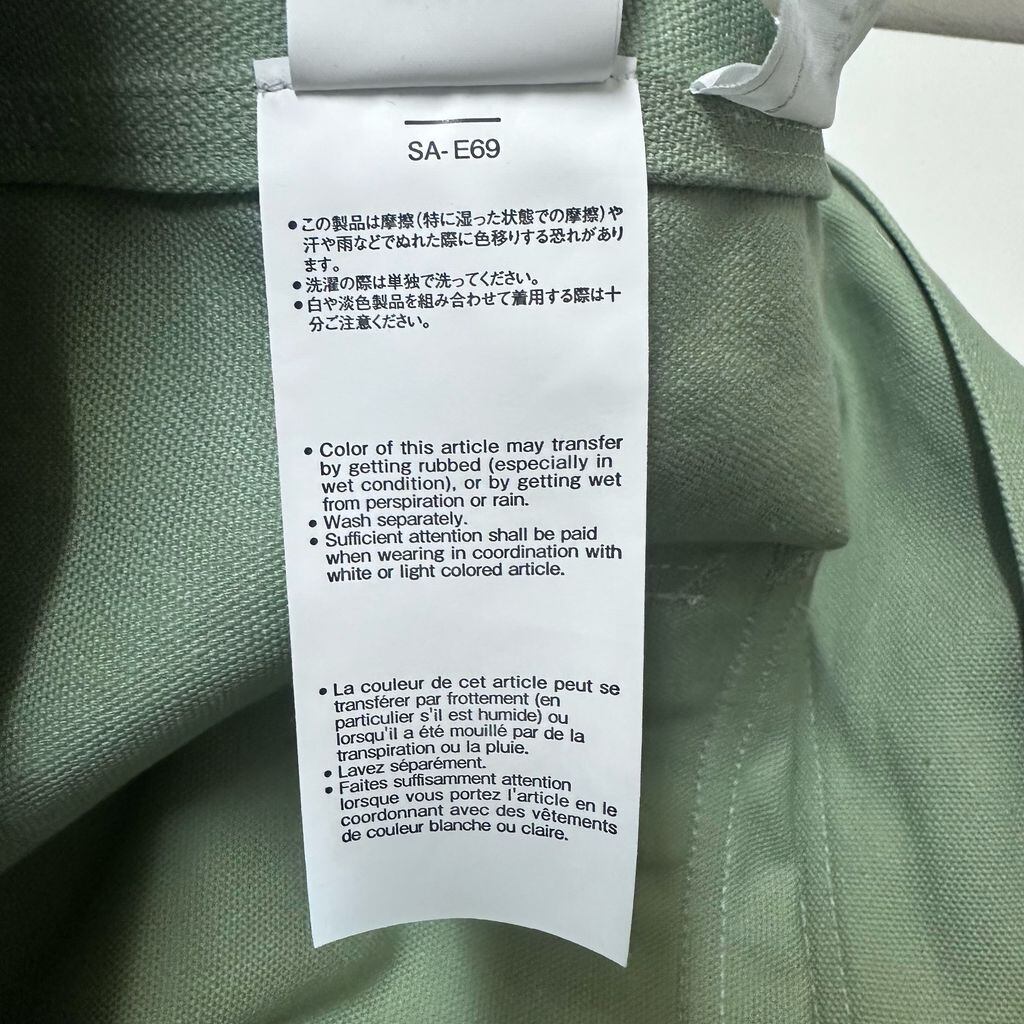 SA-E69
●この製品は摩擦(特に湿った状態での摩擦)や
汗や雨などでぬれた際に色移りする恐れがあり
ます。
●洗濯の際は単独で洗ってください。
●白や淡色製品を組み合わせて着用する際は十
分ご注意ください。
● Color of this article may transfer
by getting rubbed (especially in
wet condition), or by getting wet
from perspiration or rain.
● Wash separately.
● Sufficient attention shall be paid
when wearing in coordination with
white or light colored article.
● La couleur de cet article peut se
transférer par frottement (en
particulier s'il est humide) ou
lorsqu'il a été mouillé par de la
transpiration ou la pluie.
● Lavez séparément.
● Faites suffisamment attention
lorsque vous portez l'article en le
coordonnant avec des vêtements
de couleur blanche ou claire.